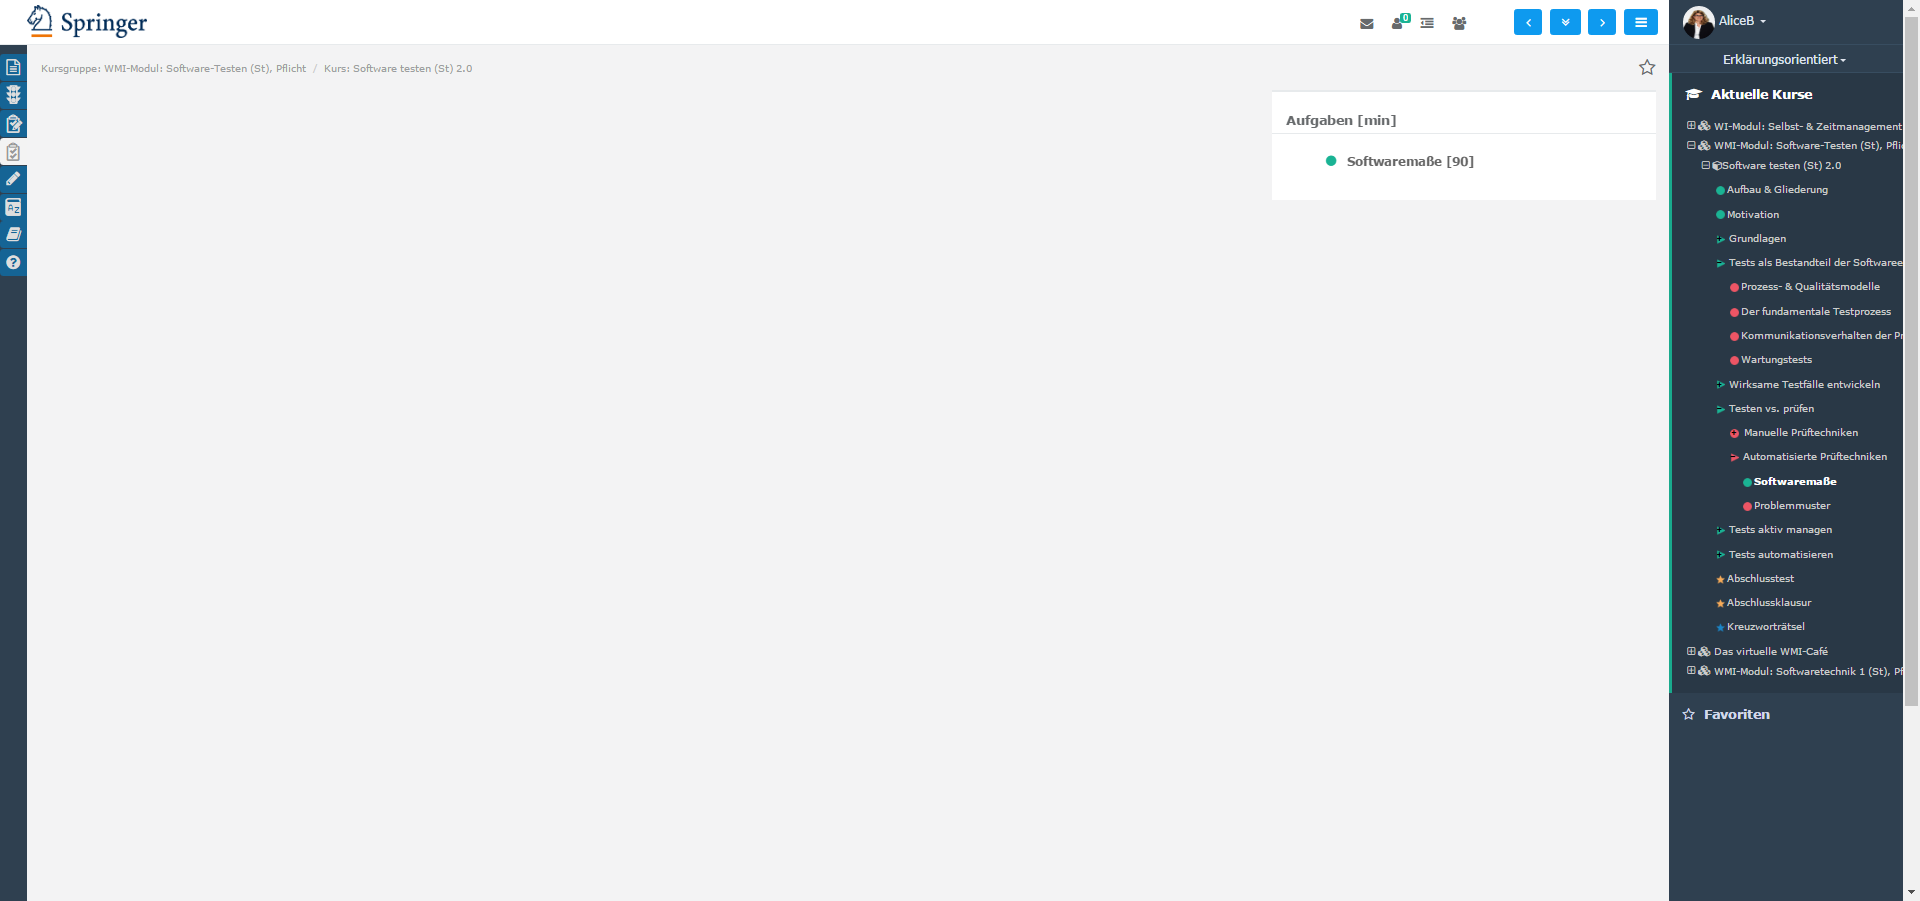 Springer
0
AliceB
Erklärungsorientiert
Kursgruppe: WMI-Modul: Software-Testen (St), Pflicht / Kurs: Software testen (St) 2.0
Aufgaben [min]
Softwaremaße [90]
Aktuelle Kurse
WI-Modul: Selbst- & Zeitmanagement
WMI-Modul: Software-Testen (St), Pfli
Software testen (St) 2.0
Aufbau & Gliederung
Motivation
Grundlagen
Tests als Bestandteil der Softwaree
Prozess- & Qualitätsmodelle
Der fundamentale Testprozess
Kommunikationsverhalten der Pr
Wartungstests
Wirksame Testfälle entwickeln
Testen vs. prüfen
Manuelle Prüftechniken
Automatisierte Prüftechniken
Softwaremaße
Problemmuster
Tests aktiv managen
Tests automatisieren
Abschlusstest
Abschlussklausur
Kreuzworträtsel
Das virtuelle WMI-Café
WMI-Modul: Softwaretechnik 1 (St), Pf
Favoriten